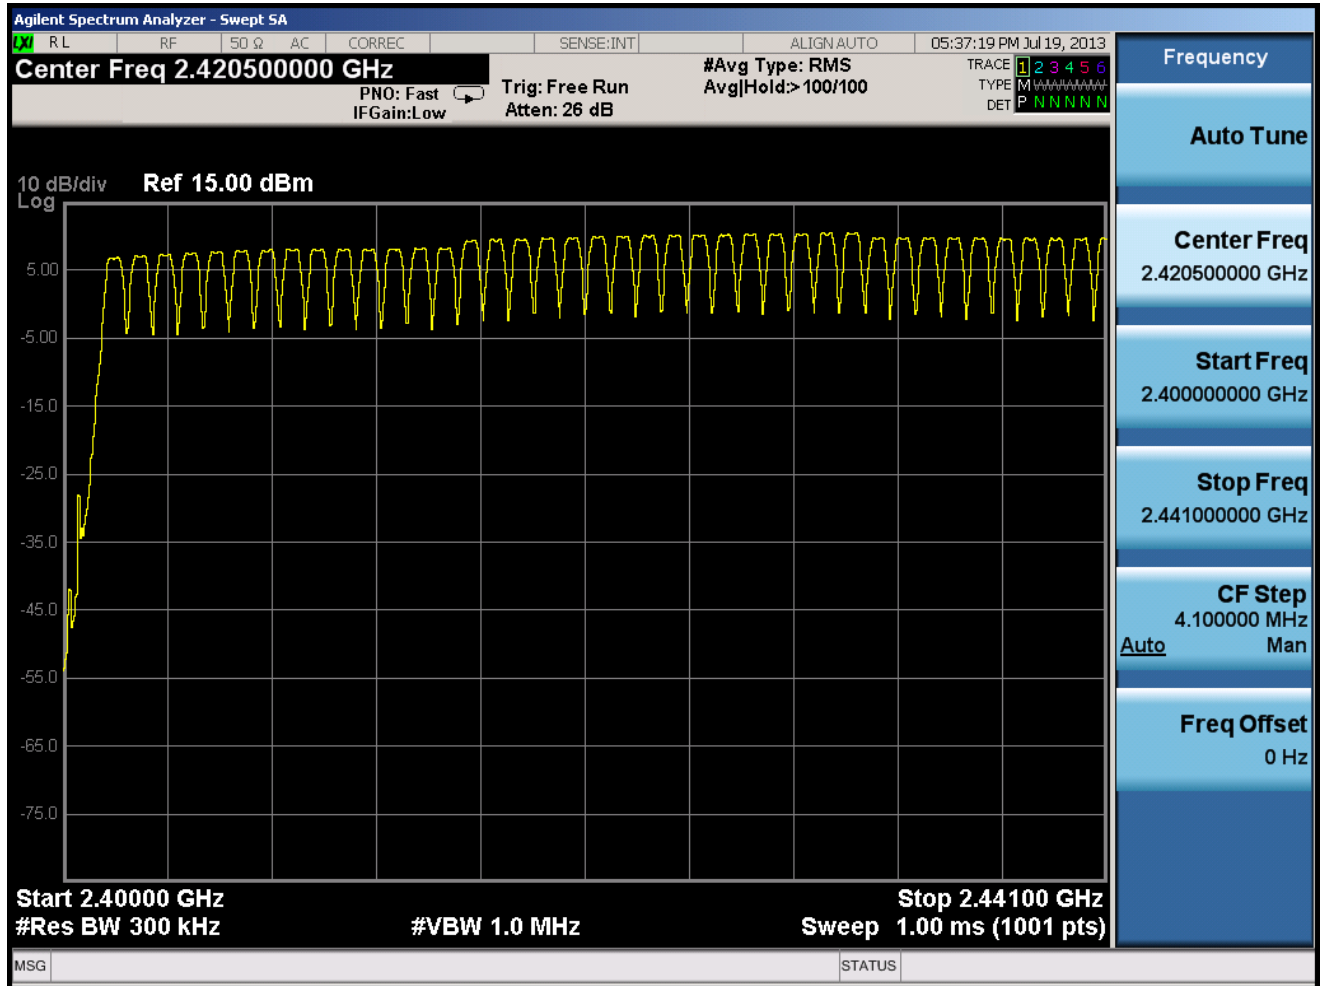 Agilent Spectrum Analyzer - Swept SA
LXI RL RF 50 Ω AC CORREC SENSE:INT ALIGN AUTO 05:37:19 PM Jul 19, 2013
Center Freq 2.420500000 GHz
PNO: Fast
IFGain:Low
Trig: Free Run
Atten: 26 dB
#Avg Type: RMS
Avg|Hold:>100/100
TRACE 1 2 3 4 5 6
TYPE M WWWWW
DET P N N N N N
10 dB/div Ref 15.00 dBm
Log
5.00
-5.00
-15.0
-25.0
-35.0
-45.0
-55.0
-65.0
-75.0
Start 2.40000 GHz Stop 2.44100 GHz
#Res BW 300 kHz #VBW 1.0 MHz Sweep 1.00 ms (1001 pts)
MSG STATUS
Frequency
Auto Tune
Center Freq
2.420500000 GHz
Start Freq
2.400000000 GHz
Stop Freq
2.441000000 GHz
CF Step
4.100000 MHz
Auto Man
Freq Offset
0 Hz